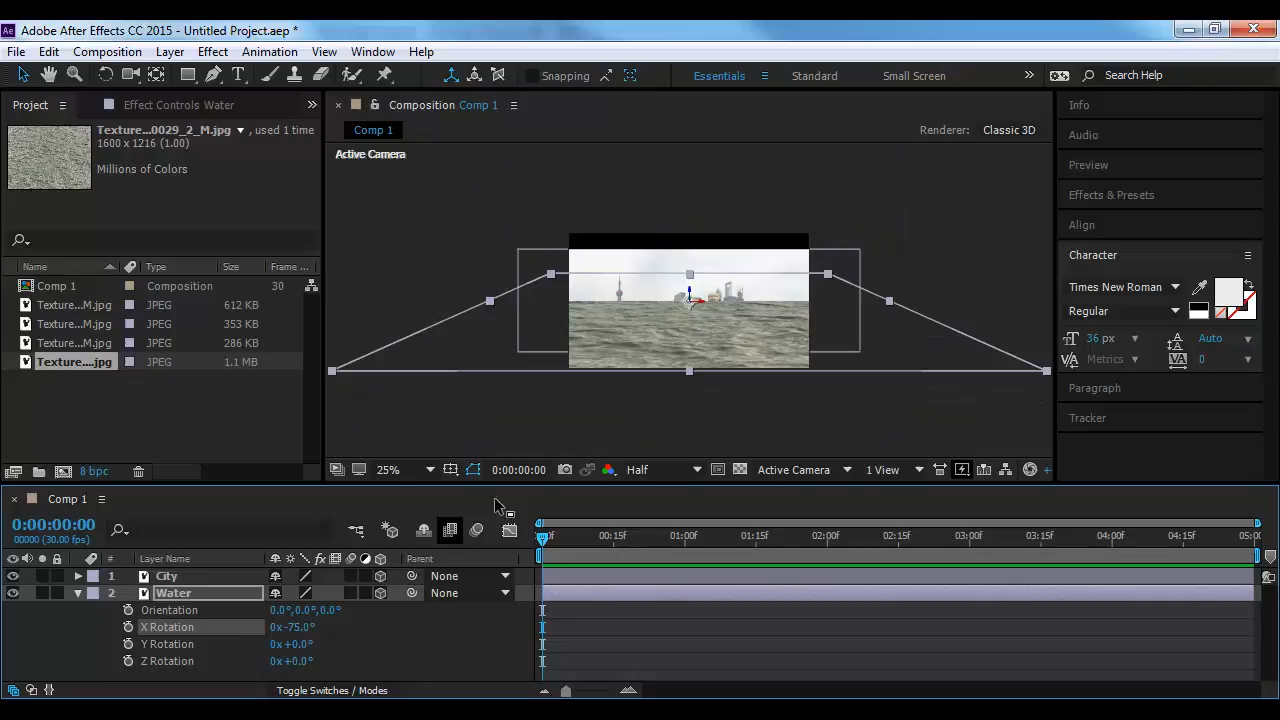 Adobe After Effects CC 2015 - Untitled Project.aep *
File Edit Composition Layer Effect Animation View Window Help
Snapping Essentials Standard Small Screen » Search Help
Project Effect Controls Water » Composition Comp 1 Info
Texture...0029_2_M.jpg , used 1 time
1600 x 1216 (1.00)
Millions of Colors
Comp 1 Renderer: Classic 3D
Active Camera
Audio
Preview
Effects & Presets
Align
Character
Name Type Size Frame ...
Comp 1 Composition 30
Texture...M.jpg JPEG 612 KB
Texture...M.jpg JPEG 353 KB
Texture...M.jpg JPEG 286 KB
Texture....jpg JPEG 1.1 MB
Times New Roman
Regular
36 px Auto
Metrics 0
Paragraph
Tracker
8 bpc
25% 0:00:00:00 Half Active Camera 1 View
Comp 1
0:00:00:00
00000 (30.00 fps)
00:15f 01:00f 01:15f 02:00f 02:15f 03:00f 03:15f 04:00f 04:15f 05:00
# Layer Name Parent
1 City None
2 Water None
Orientation 0.0°,0.0°,0.0°
X Rotation 0x-75.0°
Y Rotation 0x+0.0°
Z Rotation 0x+0.0°
Toggle Switches / Modes